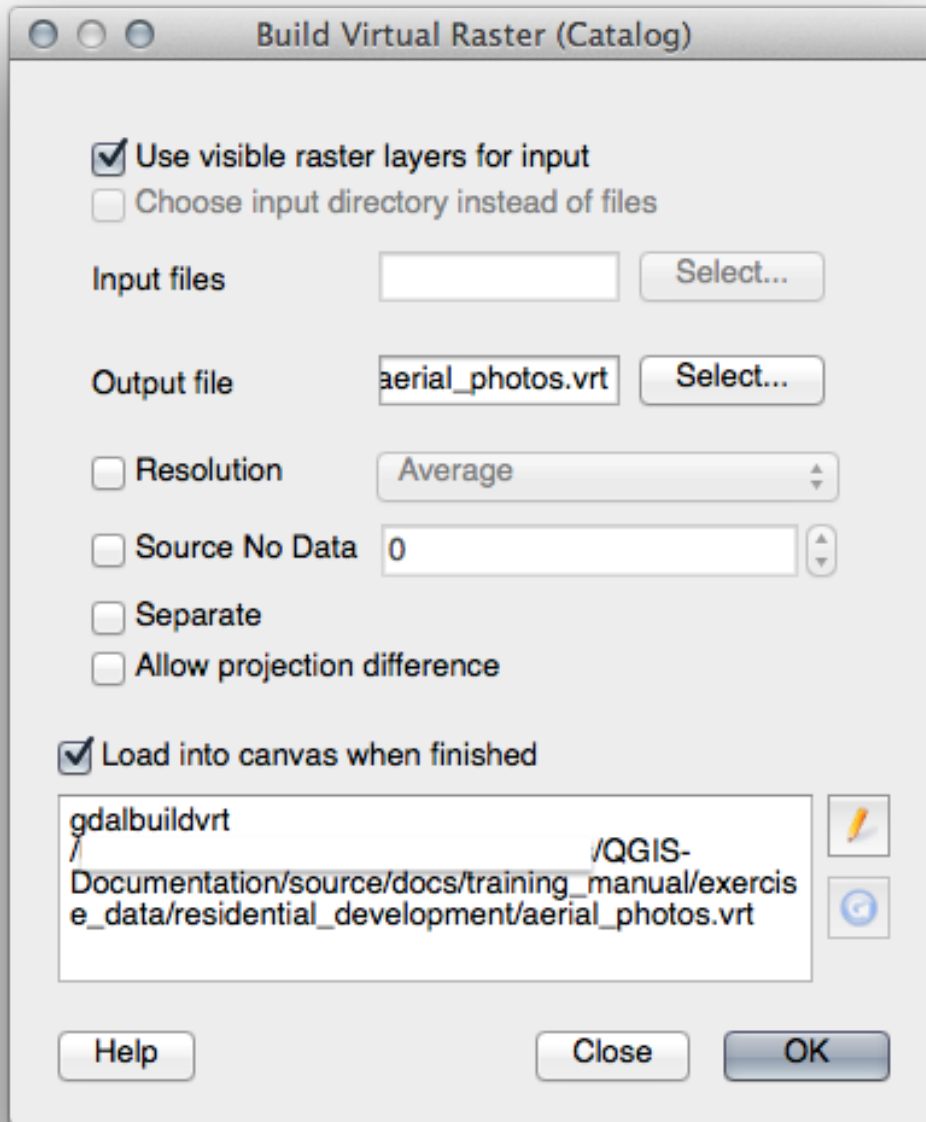 Build Virtual Raster (Catalog)
Use visible raster layers for input
Choose input directory instead of files
Input files
Select...
Output file
aerial_photos.vrt
Select...
Resolution
Average
Source No Data
0
Separate
Allow projection difference
Load into canvas when finished
gdalbuildvrt
/ /QGIS-
Documentation/source/docs/training_manual/exercis
e_data/residential_development/aerial_photos.vrt
Help
Close
OK